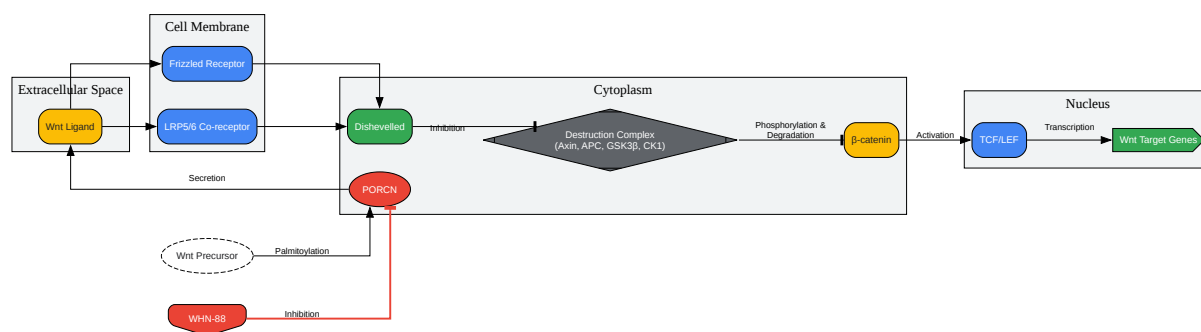 Cell Membrane
Frizzled Receptor
LRP5/6 Co-receptor
Extracellular Space
Wnt Ligand
Cytoplasm
Dishevelled
Inhibition
Destruction Complex
(Axin, APC, GSK3β, CK1)
Phosphorylation &
Degradation
β-catenin
Activation
Nucleus
TCF/LEF
Transcription
Wnt Target Genes
Secretion
PORCN
Wnt Precursor
Palmitoylation
WHN-88
Inhibition